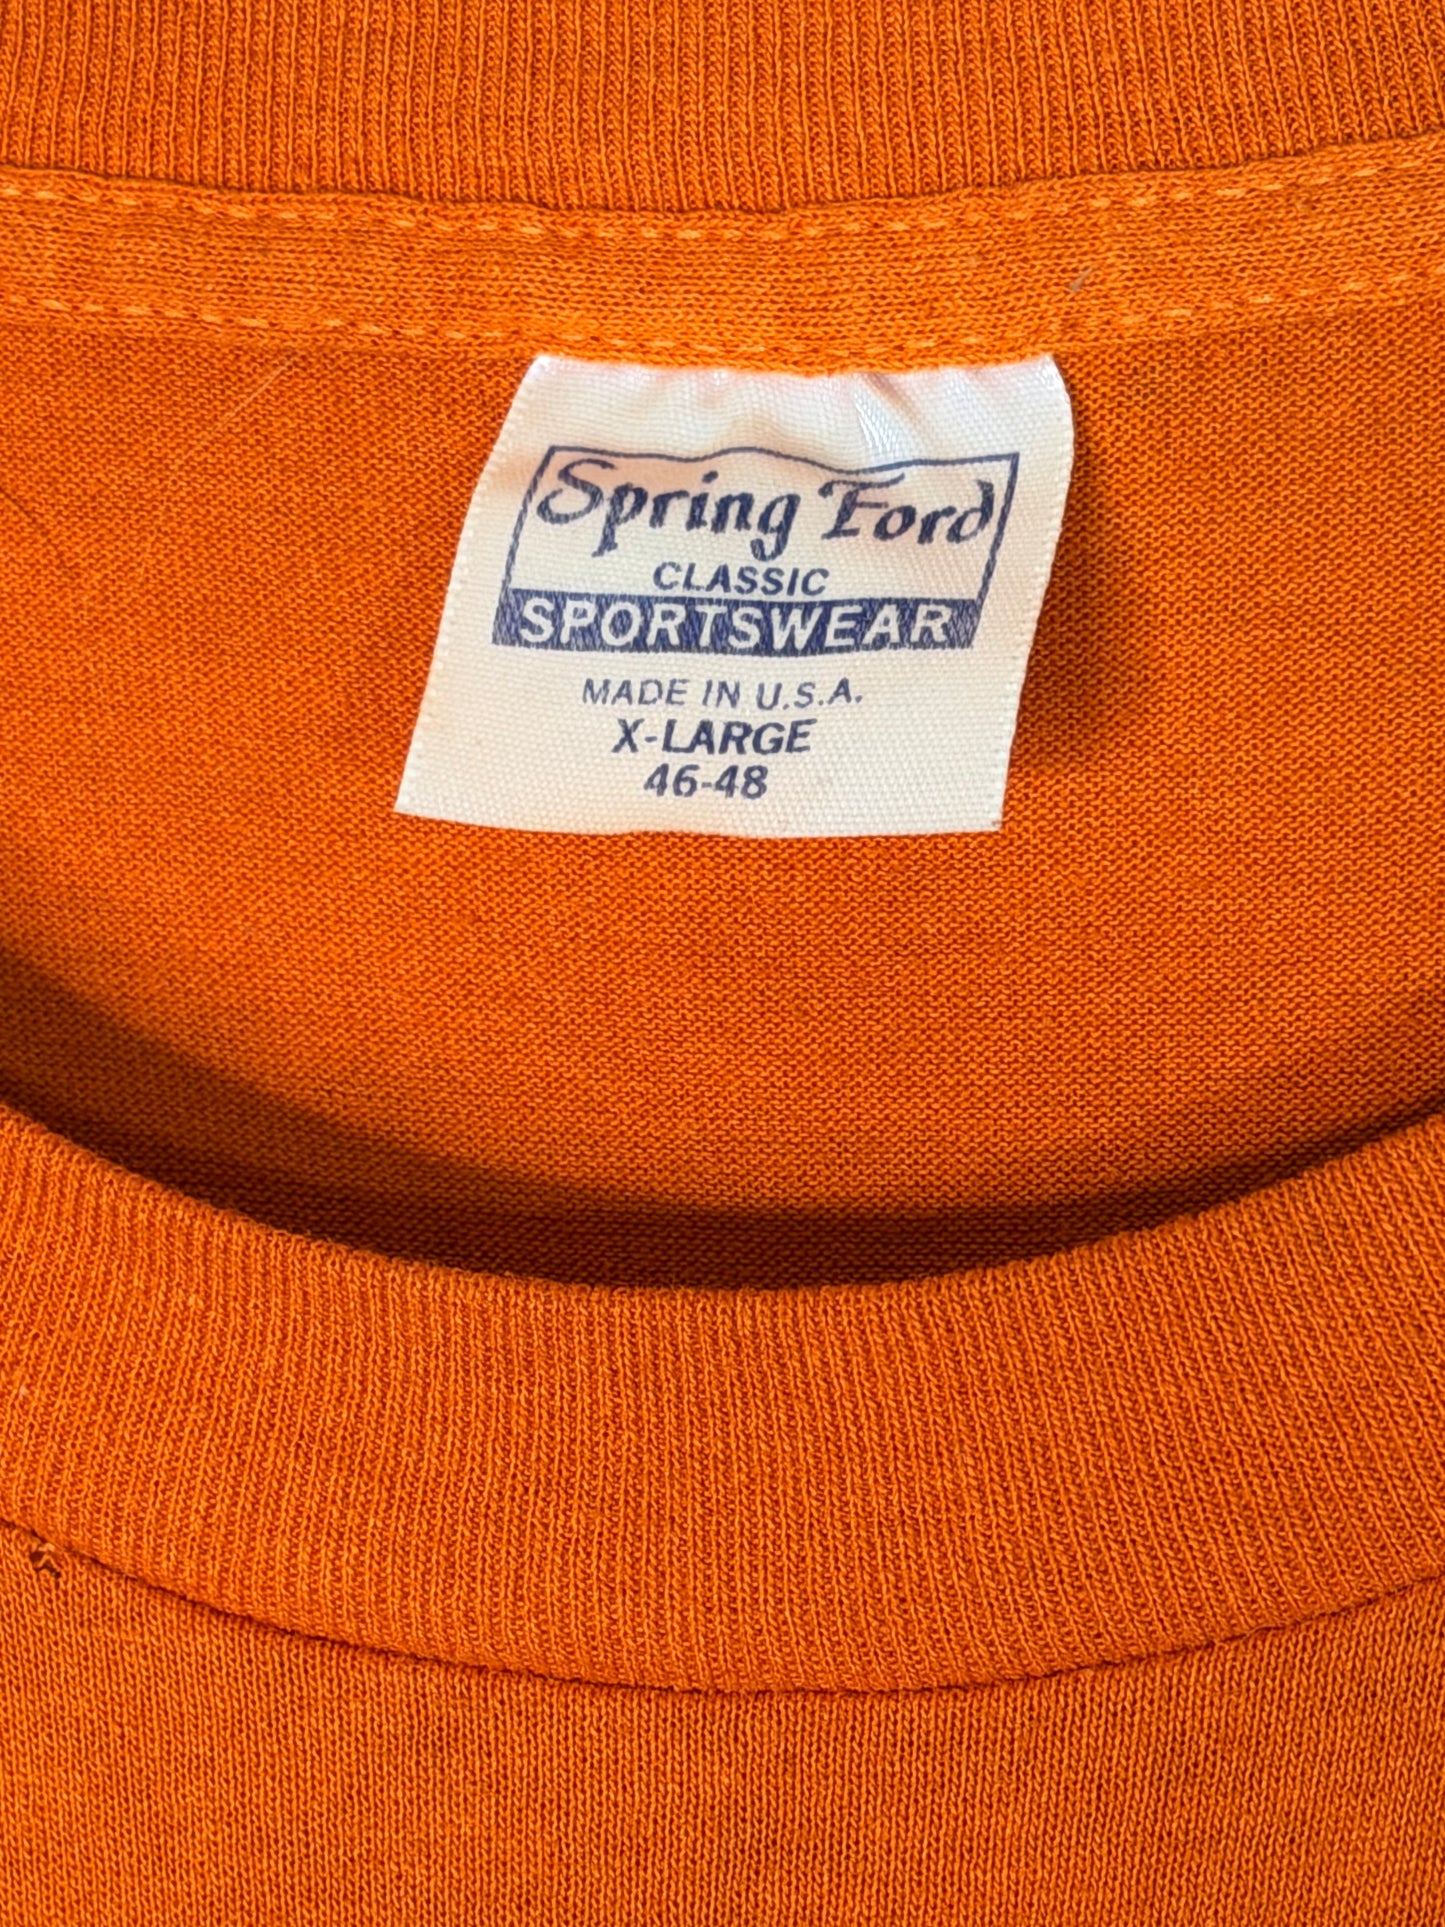 Spring Ford
CLASSIC
SPORTSWEAR
MADE IN U.S.A.
X-LARGE
46-48